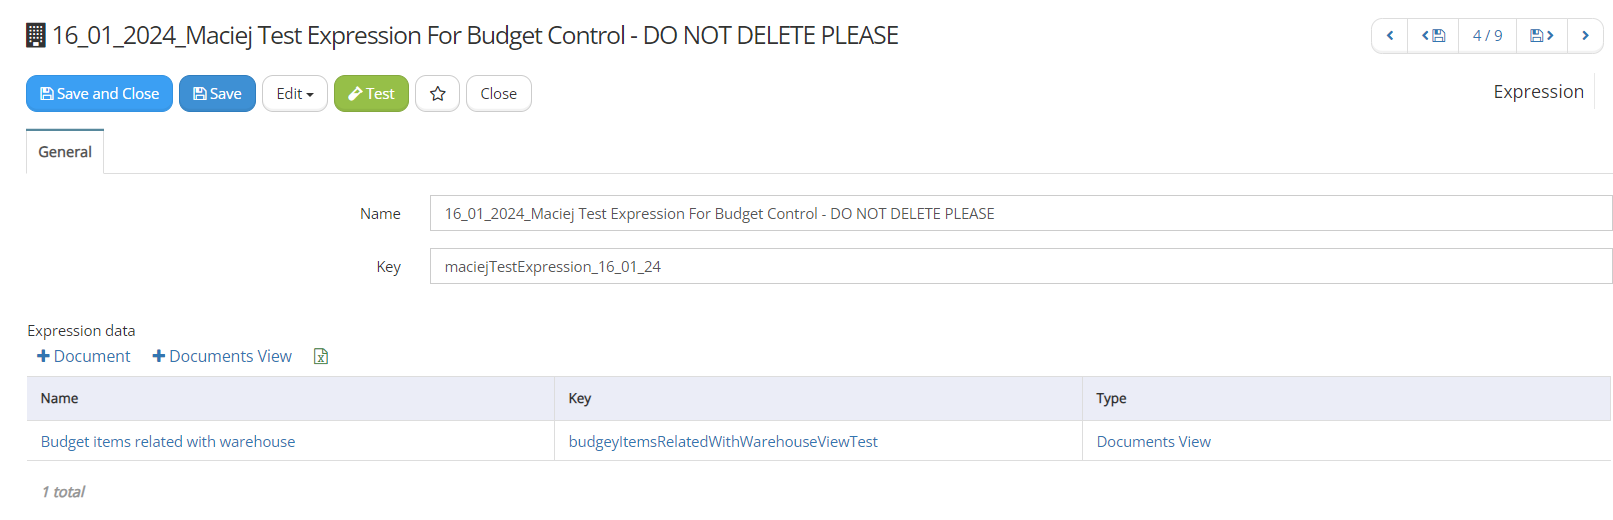 16_01_2024_Maciej Test Expression For Budget Control - DO NOT DELETE PLEASE
4 / 9
Save and Close Save Edit Test Close
Expression
General
Name 16_01_2024_Maciej Test Expression For Budget Control - DO NOT DELETE PLEASE
Key maciejTestExpression_16_01_24
Expression data
Document Documents View
Name Key Type
Budget items related with warehouse budgeyItemsRelatedWithWarehouseViewTest Documents View
1 total